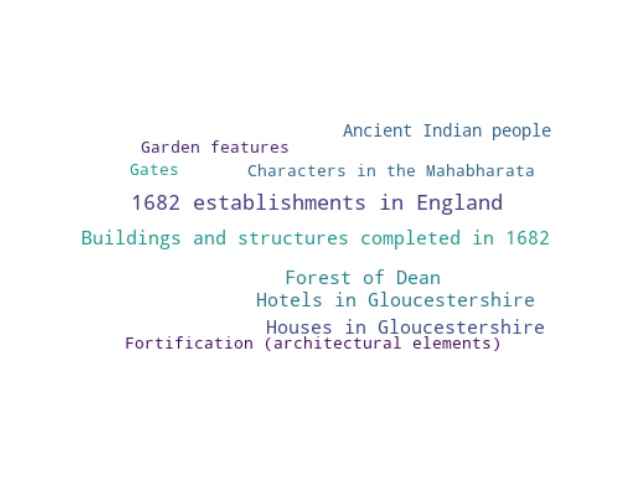 Ancient Indian people
Garden features
Gates
Characters in the Mahabharata
1682 establishments in England
Buildings and structures completed in 1682
Forest of Dean
Hotels in Gloucestershire
Houses in Gloucestershire
Fortification (architectural elements)